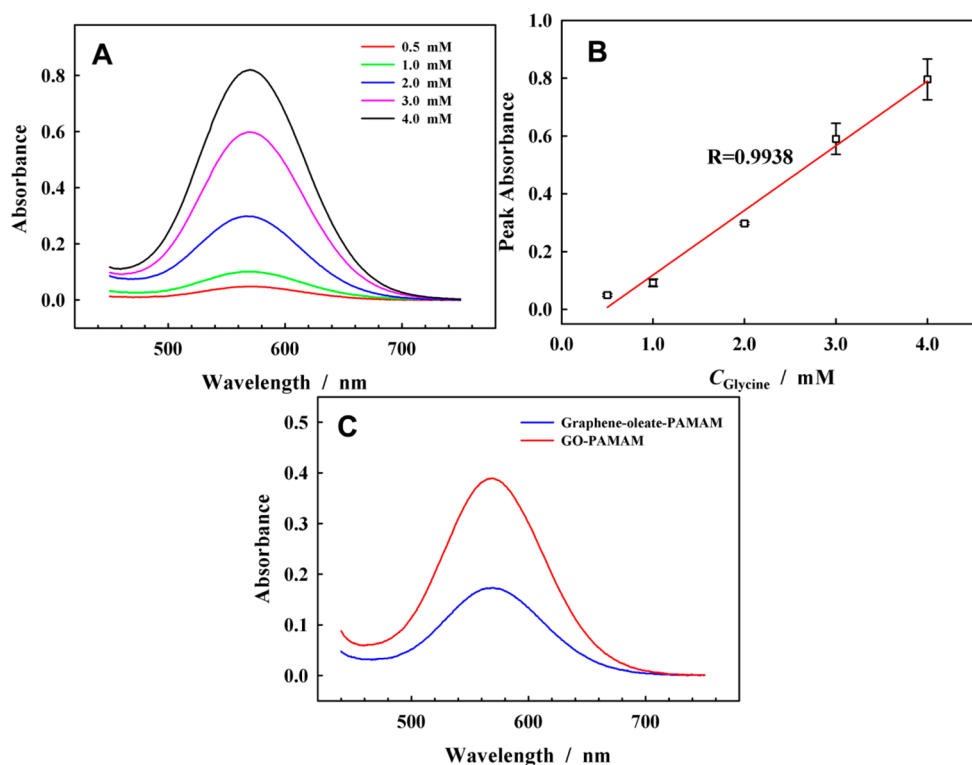 A
0.5 mM
1.0 mM
2.0 mM
3.0 mM
4.0 mM
0.8
0.6
0.4
0.2
0.0
Absorbance
500 600 700
Wavelength / nm
B
R=0.9938
1.0
0.8
0.6
0.4
0.2
0.0
Peak Absorbance
0.0 1.0 2.0 3.0 4.0
C Glycine / mM
C
Graphene-oleate-PAMAM
GO-PAMAM
0.5
0.4
0.3
0.2
0.1
0.0
Absorbance
500 600 700
Wavelength / nm